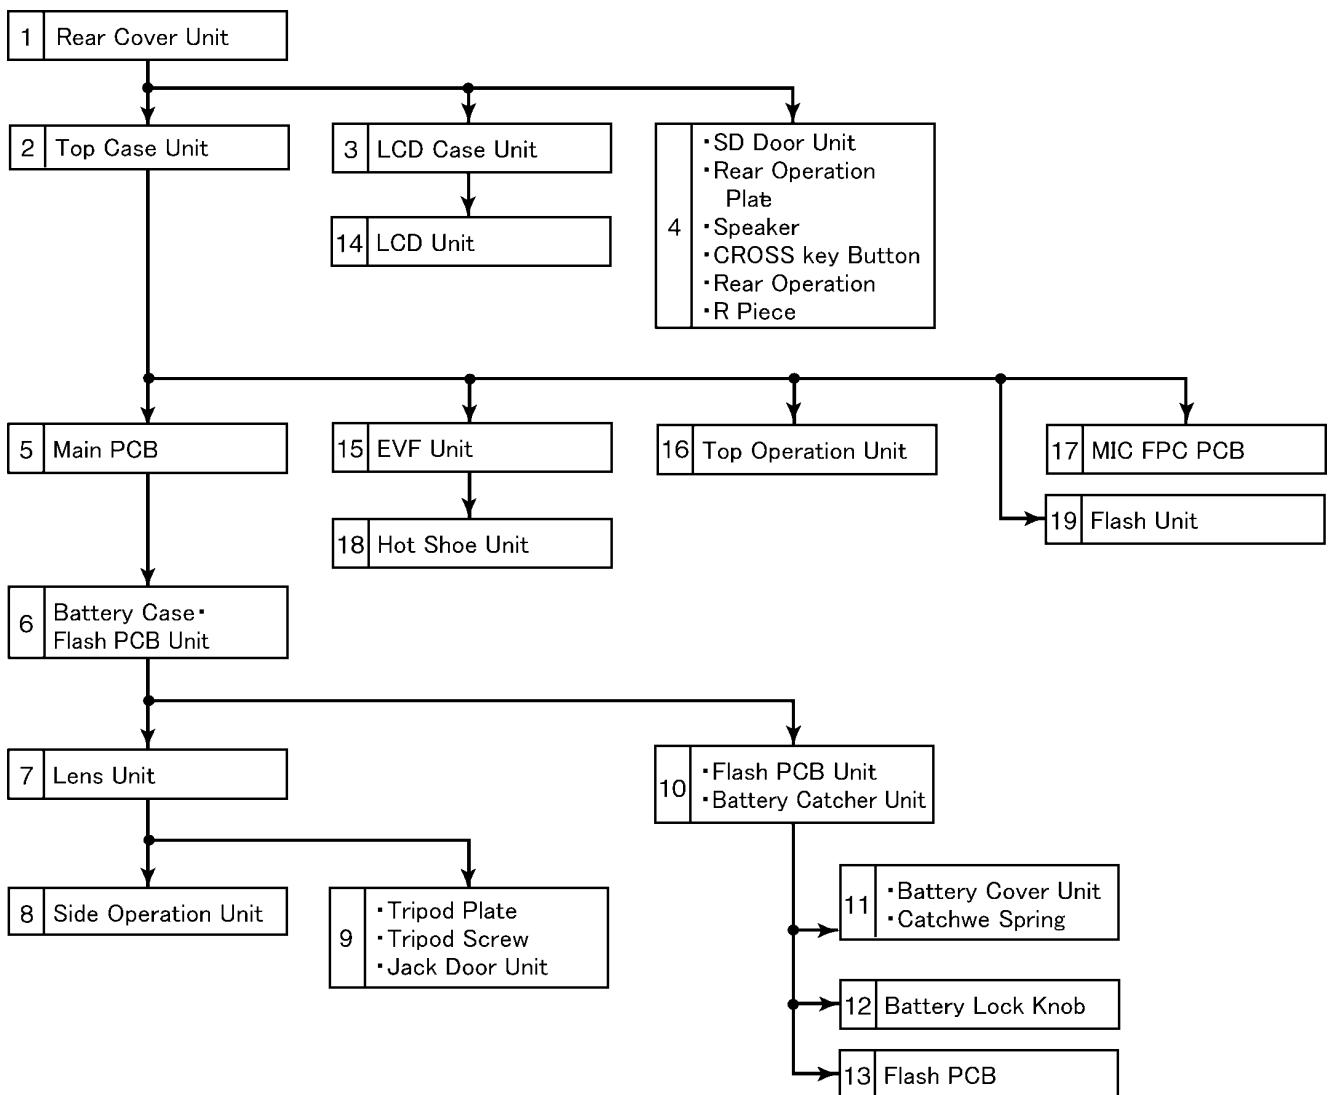 1 Rear Cover Unit
2 Top Case Unit
3 LCD Case Unit
4
・SD Door Unit
・Rear Operation
Plate
・Speaker
・CROSS key Button
・Rear Operation
・R Piece
14 LCD Unit
5 Main PCB
15 EVF Unit
16 Top Operation Unit
17 MIC FPC PCB
18 Hot Shoe Unit
19 Flash Unit
6
Battery Case・
Flash PCB Unit
7 Lens Unit
10
・Flash PCB Unit
・Battery Catcher Unit
8 Side Operation Unit
9
・Tripod Plate
・Tripod Screw
・Jack Door Unit
11
・Battery Cover Unit
・Catchwe Spring
12 Battery Lock Knob
13 Flash PCB